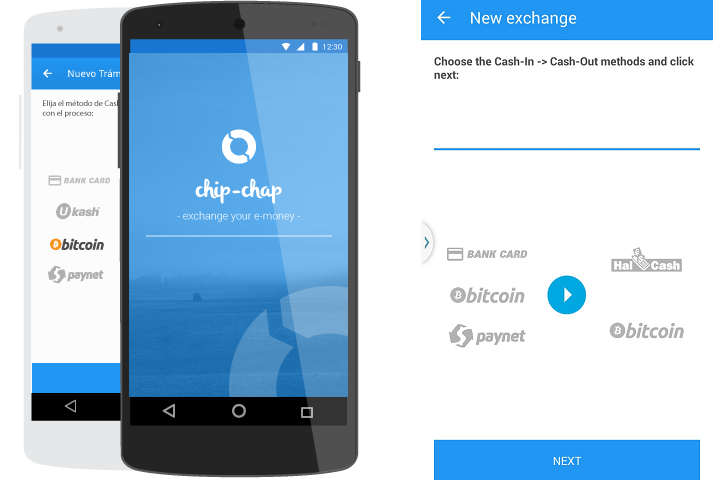 Nuevo Trám
Elija el método de Cas
con el proceso:
BANK CARD
Ukash
bitcoin
paynet
12:30
chip-chap
- exchange your e-money -
New exchange
Choose the Cash-In -> Cash-Out methods and click
next:
BANK CARD
bitcoin
paynet
Hal Cash
bitcoin
NEXT